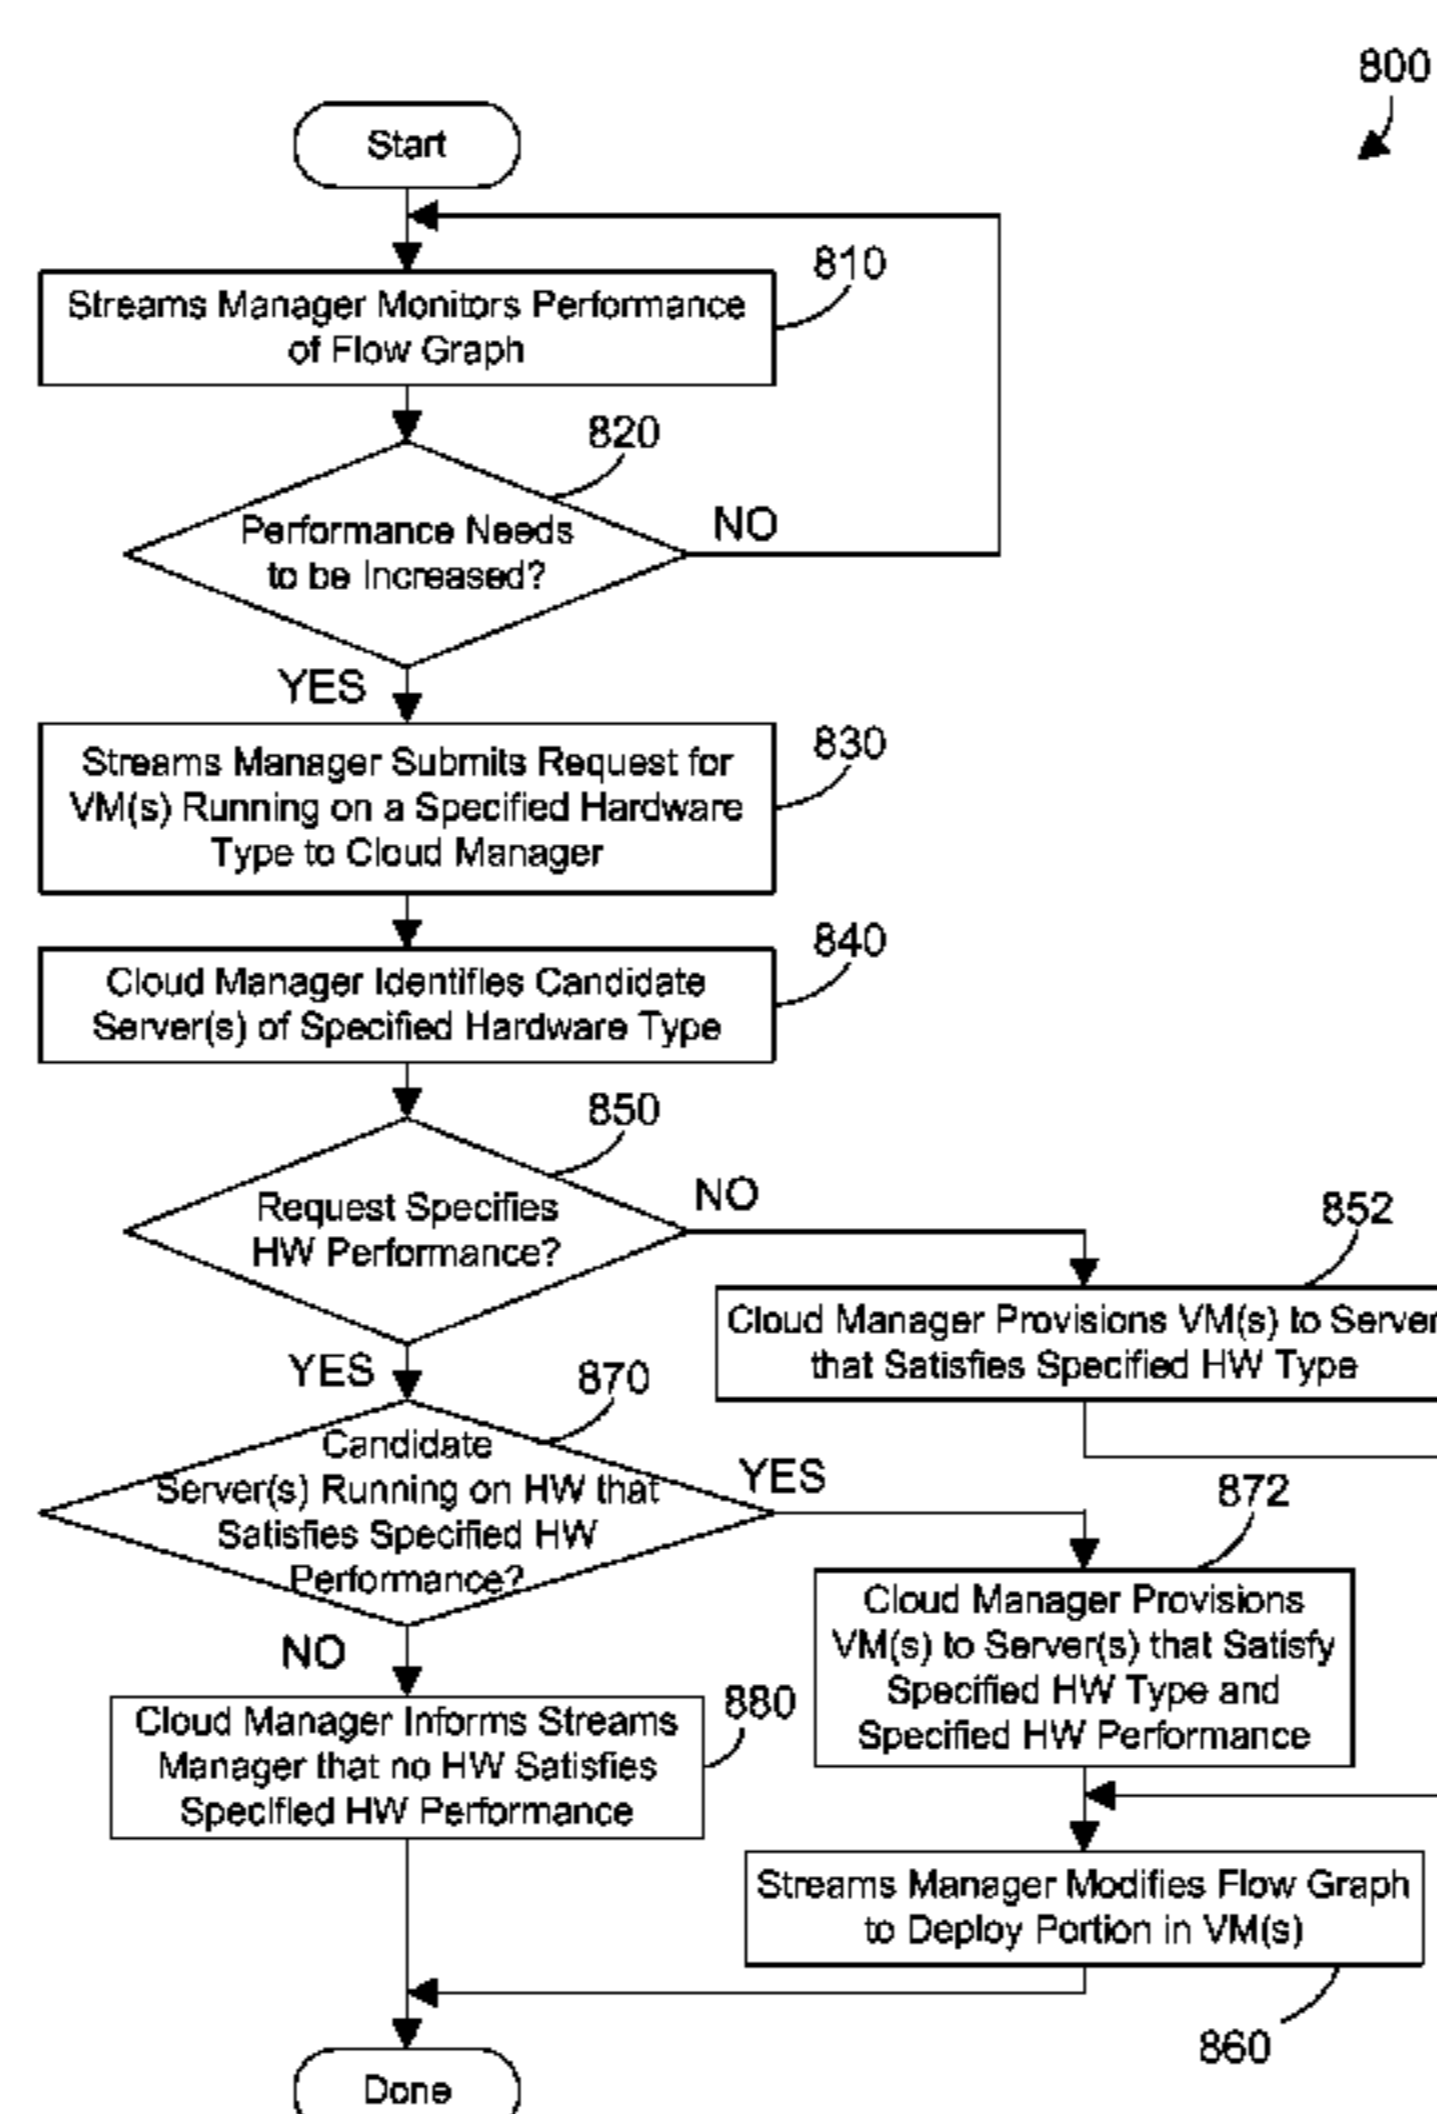 800
Start
810
Streams Manager Monitors Performance
of Flow Graph
820
Performance Needs
to be Increased?
NO
YES
830
Streams Manager Submits Request for
VM(s) Running on a Specified Hardware
Type to Cloud Manager
840
Cloud Manager Identifies Candidate
Server(s) of Specified Hardware Type
850
Request Specifies
HW Performance?
NO
YES
852
Cloud Manager Provisions VM(s) to Server
that Satisfies Specified HW Type
870
Candidate
Server(s) Running on HW that
Satisfies Specified HW
Performance?
YES
NO
872
Cloud Manager Provisions
VM(s) to Server(s) that Satisfy
Specified HW Type and
Specified HW Performance
880
Cloud Manager Informs Streams
Manager that no HW Satisfies
Specified HW Performance
Streams Manager Modifies Flow Graph
to Deploy Portion in VM(s)
860
Done